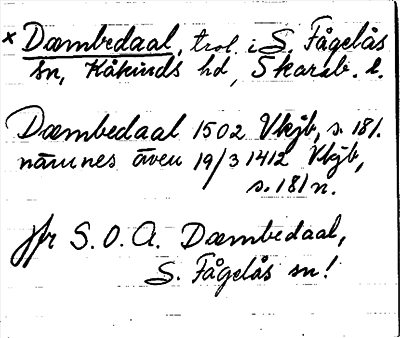 x Dæmbedaal, trol. i S. Fågelås
sn, Kåkinds hd, Skarab. l.
Dæmbedaal 1502 Vkjb, s. 181.
nämnes även 19/3 1412 Vkjb,
s. 181 n.
jfr S. O. A. Dæmbedaal,
S. Fågelås sn!